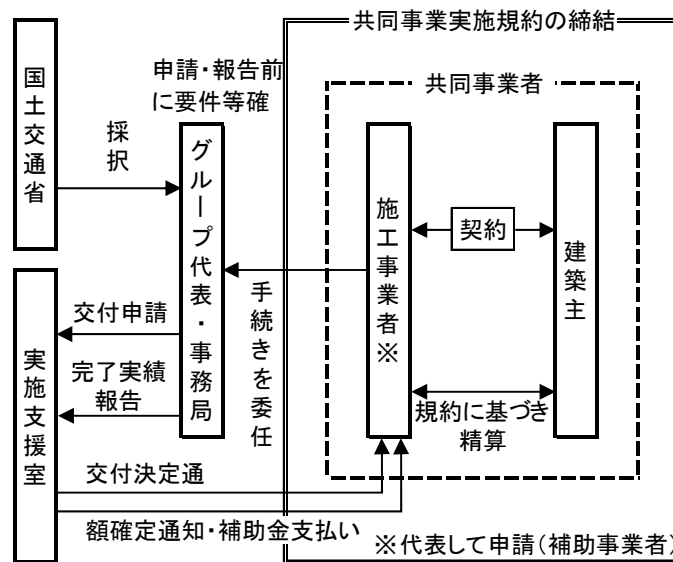 共同事業実施規約の締結
国土交通省
採択
申請・報告前
に要件等確
グループ代表・事務局
共同事業者
施工事業者※
契約
建築主
手続きを委任
実施支援室
交付申請
完了実績
報告
規約に基づき
精算
交付決定通
額確定通知・補助金支払い
※代表して申請(補助事業者)